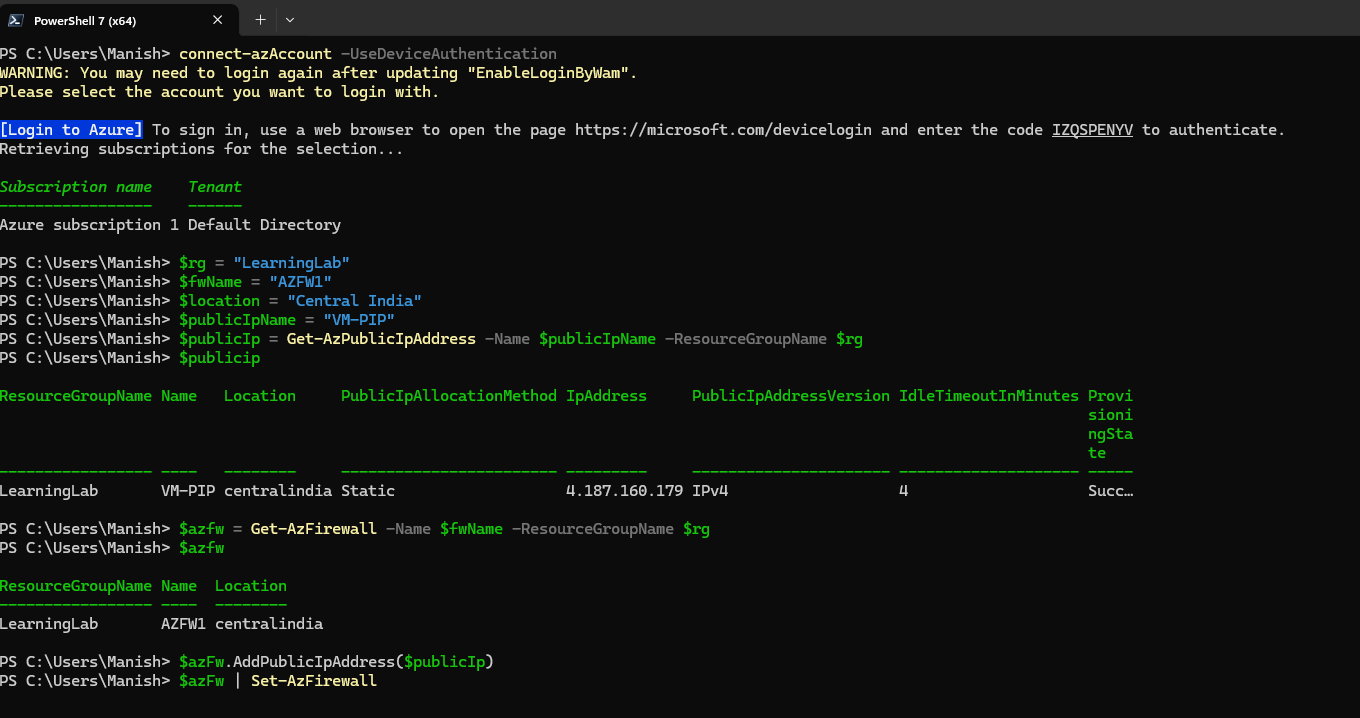 PowerShell 7 (x64)
PS C:\Users\Manish> connect-azAccount -UseDeviceAuthentication
WARNING: You may need to login again after updating "EnableLoginByWam".
Please select the account you want to login with.
[Login to Azure] To sign in, use a web browser to open the page https://microsoft.com/devicelogin and enter the code IZQSPENYV to authenticate.
Retrieving subscriptions for the selection...
Subscription name    Tenant
-----------------    ------
Azure subscription 1 Default Directory
PS C:\Users\Manish> $rg = "LearningLab"
PS C:\Users\Manish> $fwName = "AZFW1"
PS C:\Users\Manish> $location = "Central India"
PS C:\Users\Manish> $publicIpName = "VM-PIP"
PS C:\Users\Manish> $publicIp = Get-AzPublicIpAddress -Name $publicIpName -ResourceGroupName $rg
PS C:\Users\Manish> $publicip
ResourceGroupName Name   Location     PublicIpAllocationMethod IpAddress     PublicIpAddressVersion IdleTimeoutInMinutes Provi
sioni
ngSta
te
----------------- ----   --------     ------------------------ ---------     ---------------------- -------------------- -----
LearningLab       VM-PIP centralindia Static                   4.187.160.179 IPv4                   4                    Succ…
PS C:\Users\Manish> $azfw = Get-AzFirewall -Name $fwName -ResourceGroupName $rg
PS C:\Users\Manish> $azfw
ResourceGroupName Name  Location
----------------- ----  --------
LearningLab       AZFW1 centralindia
PS C:\Users\Manish> $azFw.AddPublicIpAddress($publicIp)
PS C:\Users\Manish> $azFw | Set-AzFirewall